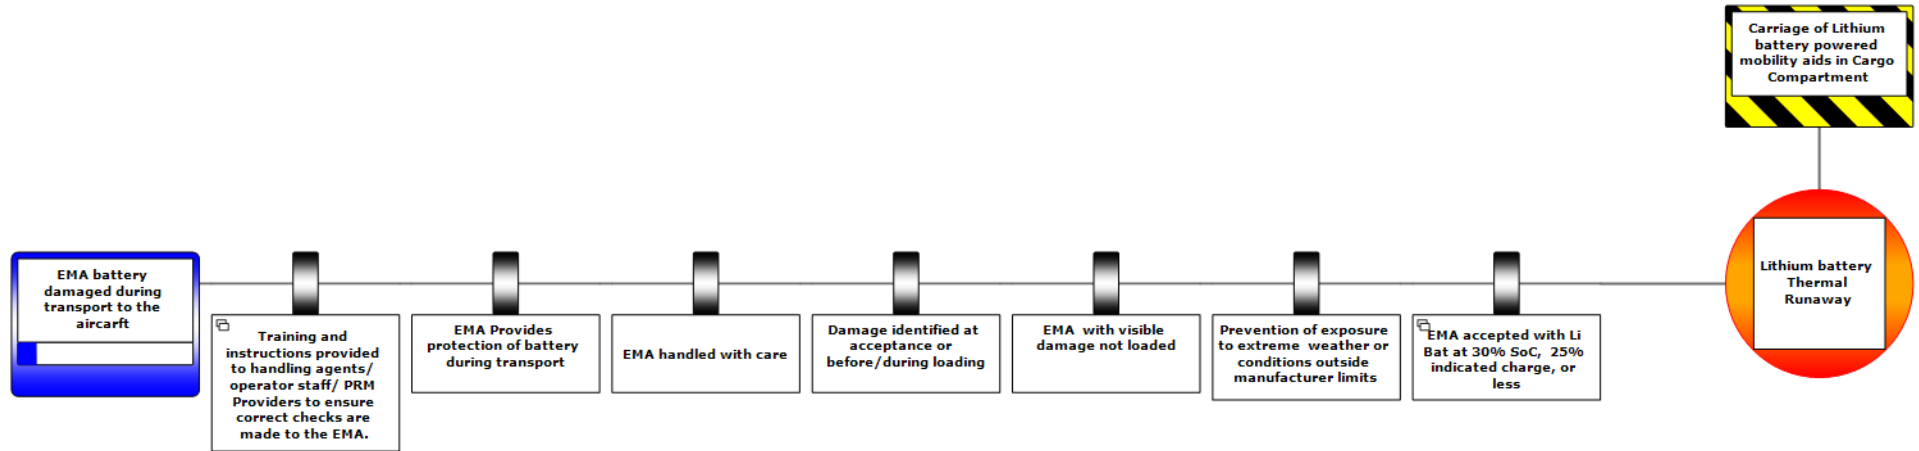 Carriage of Lithium
battery powered
mobility aids in Cargo
Compartment
EMA battery
damaged during
transport to the
aircarft
Training and
instructions provided
to handling agents/
operator staff/ PRM
Providers to ensure
correct checks are
made to the EMA.
EMA Provides
protection of battery
during transport
EMA handled with care
Damage identified at
acceptance or
before/during loading
EMA with visible
damage not loaded
Prevention of exposure
to extreme weather or
conditions outside
manufacturer limits
EMA accepted with Li
Bat at 30% SoC, 25%
indicated charge, or
less
Lithium battery
Thermal
Runaway